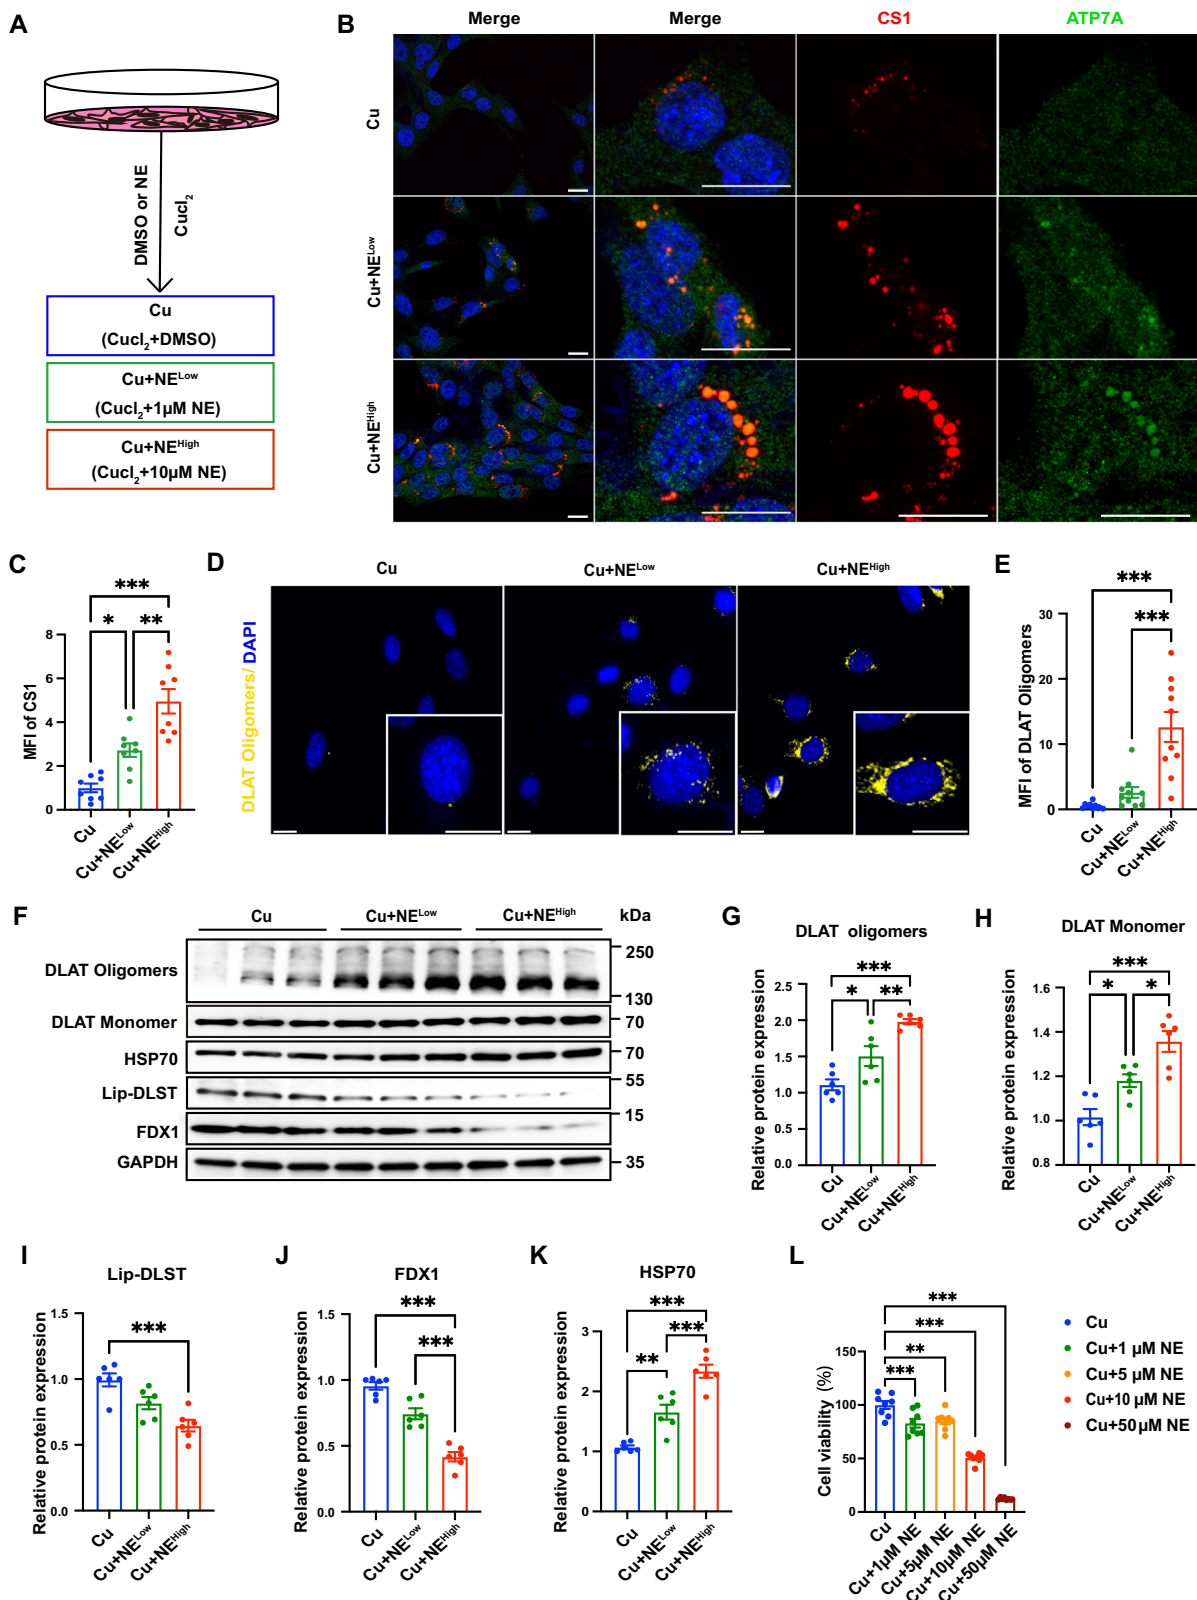 A
DMSO or NE
Cucl2
Cu
(Cucl2+DMSO)
Cu+NELow
(Cucl2+1μM NE)
Cu+NEHigh
(Cucl2+10μM NE)
B
Merge
Merge
CS1
ATP7A
Cu
Cu+NELow
Cu+NEHigh
C
MFI of CS1
8
6
4
2
0
***
*
**
Cu
Cu+NELow
Cu+NEHigh
D
Cu
Cu+NELow
Cu+NEHigh
DLAT Oligomers/ DAPI
E
MFI of DLAT Oligomers
30
20
10
0
***
***
Cu
Cu+NELow
Cu+NEHigh
F
Cu
Cu+NELow
Cu+NEHigh
kDa
DLAT Oligomers
250
130
DLAT Monomer
70
HSP70
70
Lip-DLST
55
FDX1
15
GAPDH
35
G
DLAT oligomers
Relative protein expression
2.5
2.0
1.5
1.0
0.5
0.0
***
*
**
Cu
Cu+NELow
Cu+NEHigh
H
DLAT Monomer
Relative protein expression
1.6
1.4
1.2
1.0
0.8
***
*
*
Cu
Cu+NELow
Cu+NEHigh
I
Lip-DLST
Relative protein expression
1.5
1.0
0.5
0.0
***
Cu
Cu+NELow
Cu+NEHigh
J
FDX1
Relative protein expression
1.5
1.0
0.5
0.0
***
***
Cu
Cu+NELow
Cu+NEHigh
K
HSP70
Relative protein expression
3
2
1
0
***
**
***
Cu
Cu+NELow
Cu+NEHigh
L
Cell viability (%)
150
100
50
0
***
***
**
***
Cu
Cu+1μM NE
Cu+5μM NE
Cu+10μM NE
Cu+50μM NE
Cu
Cu+1 μM NE
Cu+5 μM NE
Cu+10 μM NE
Cu+50 μM NE